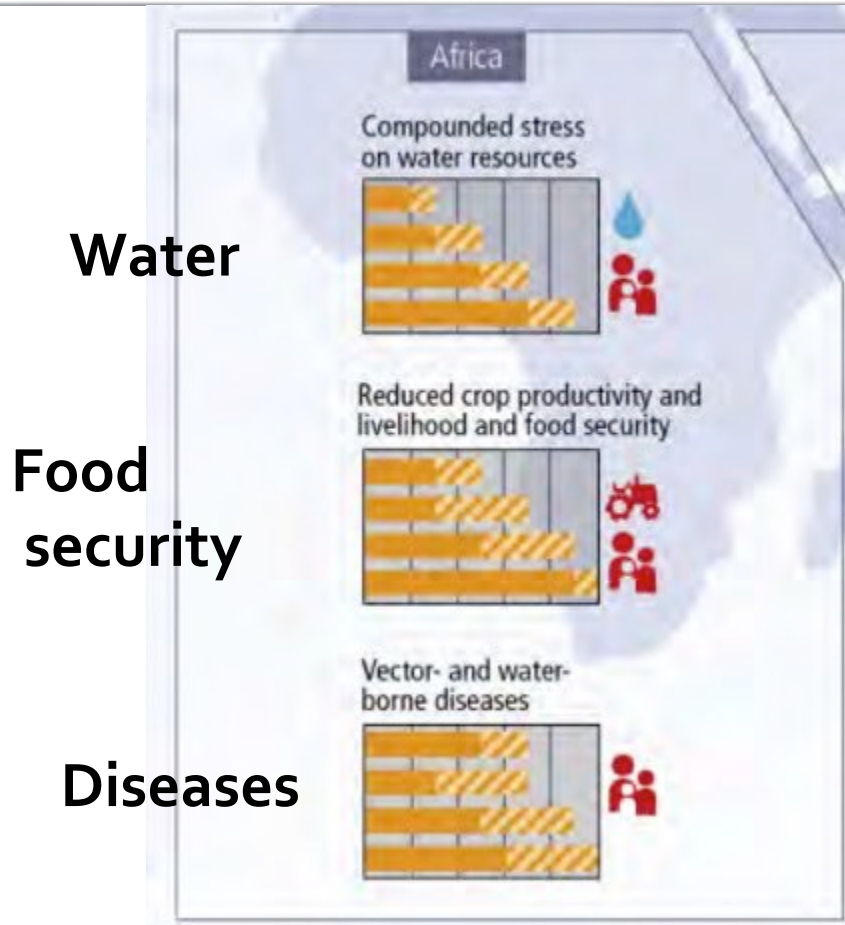 Africa
Compounded stress
on water resources
Water
Reduced crop productivity and
livelihood and food security
Food
security
Vector- and water-
borne diseases
Diseases